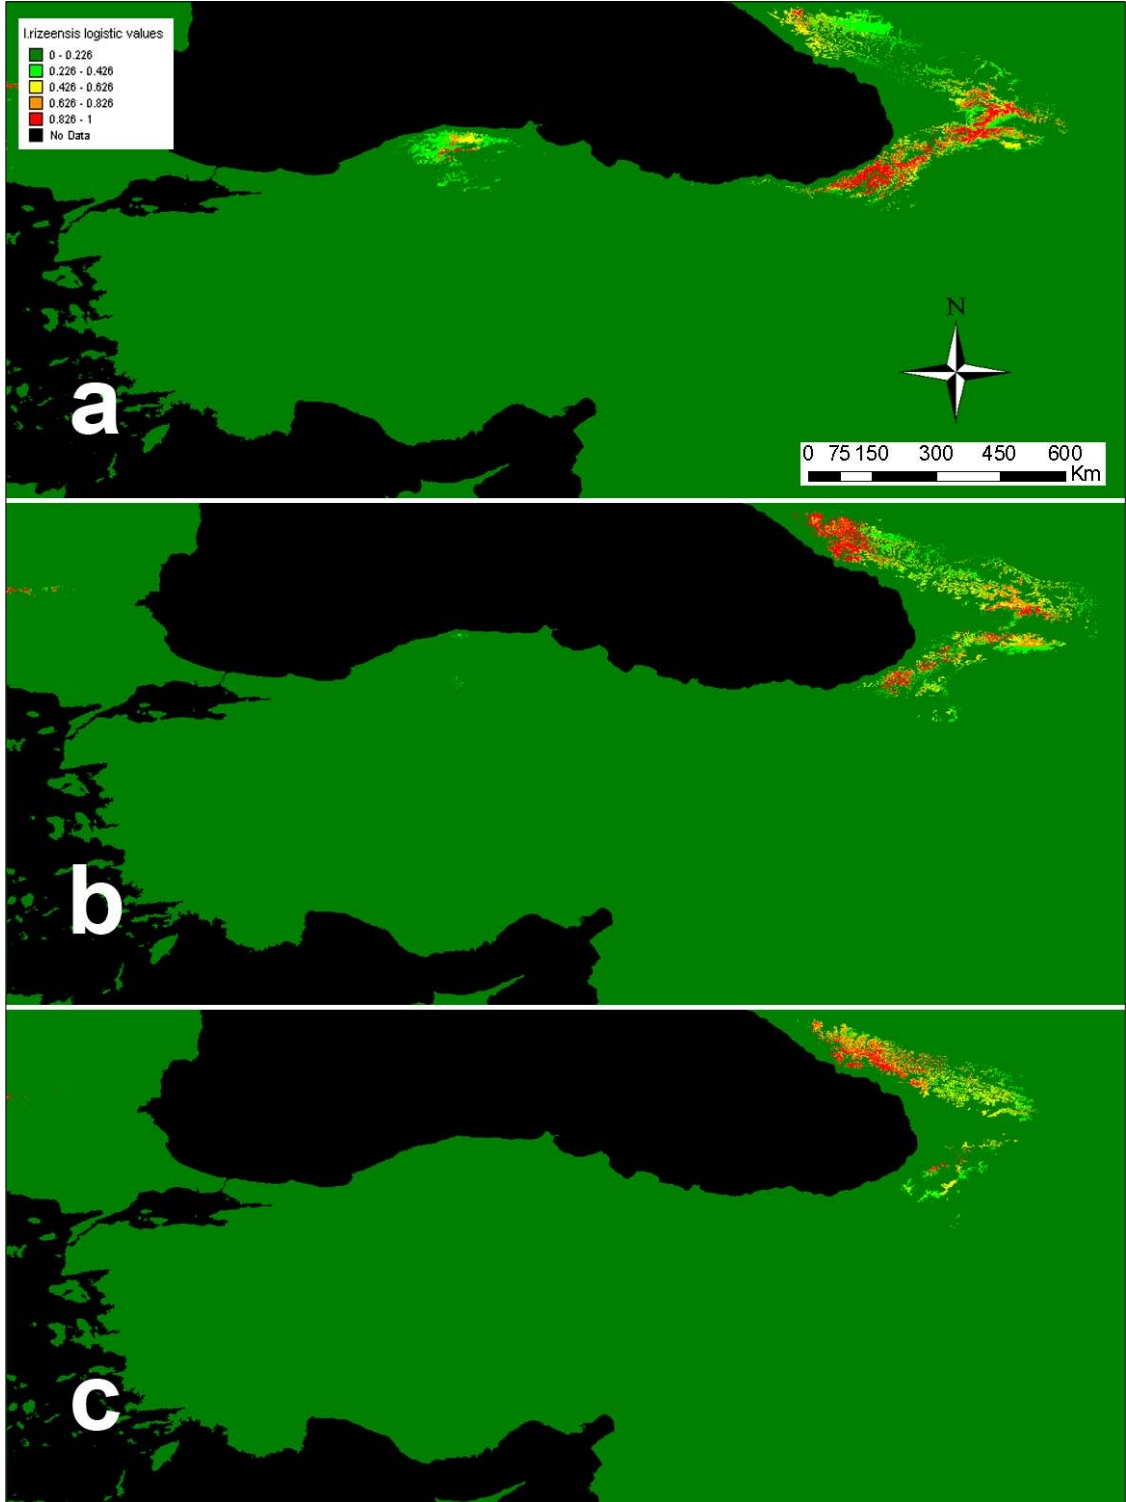 I.rizeensis logistic values
0 - 0.226
0.226 - 0.426
0.426 - 0.626
0.626 - 0.826
0.826 - 1
No Data
N
a
0 75 150 300 450 600
Km
b
c